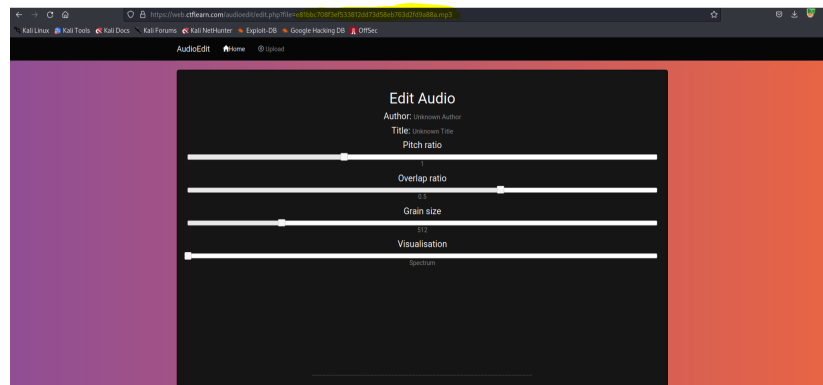 https://web.ctflearn.com/audioedit/edit.php?file=e81bbc708f3ef533812dd73d58eb763d2fd9a88a.mp3
Kali Linux Kali Tools Kali Docs Kali Forums Kali NetHunter Exploit-DB Google Hacking DB OffSec
AudioEdit Home Upload
Edit Audio
Author: Unknown Author
Title: Unknown Title
Pitch ratio
1
Overlap ratio
0.5
Grain size
512
Visualisation
Spectrum